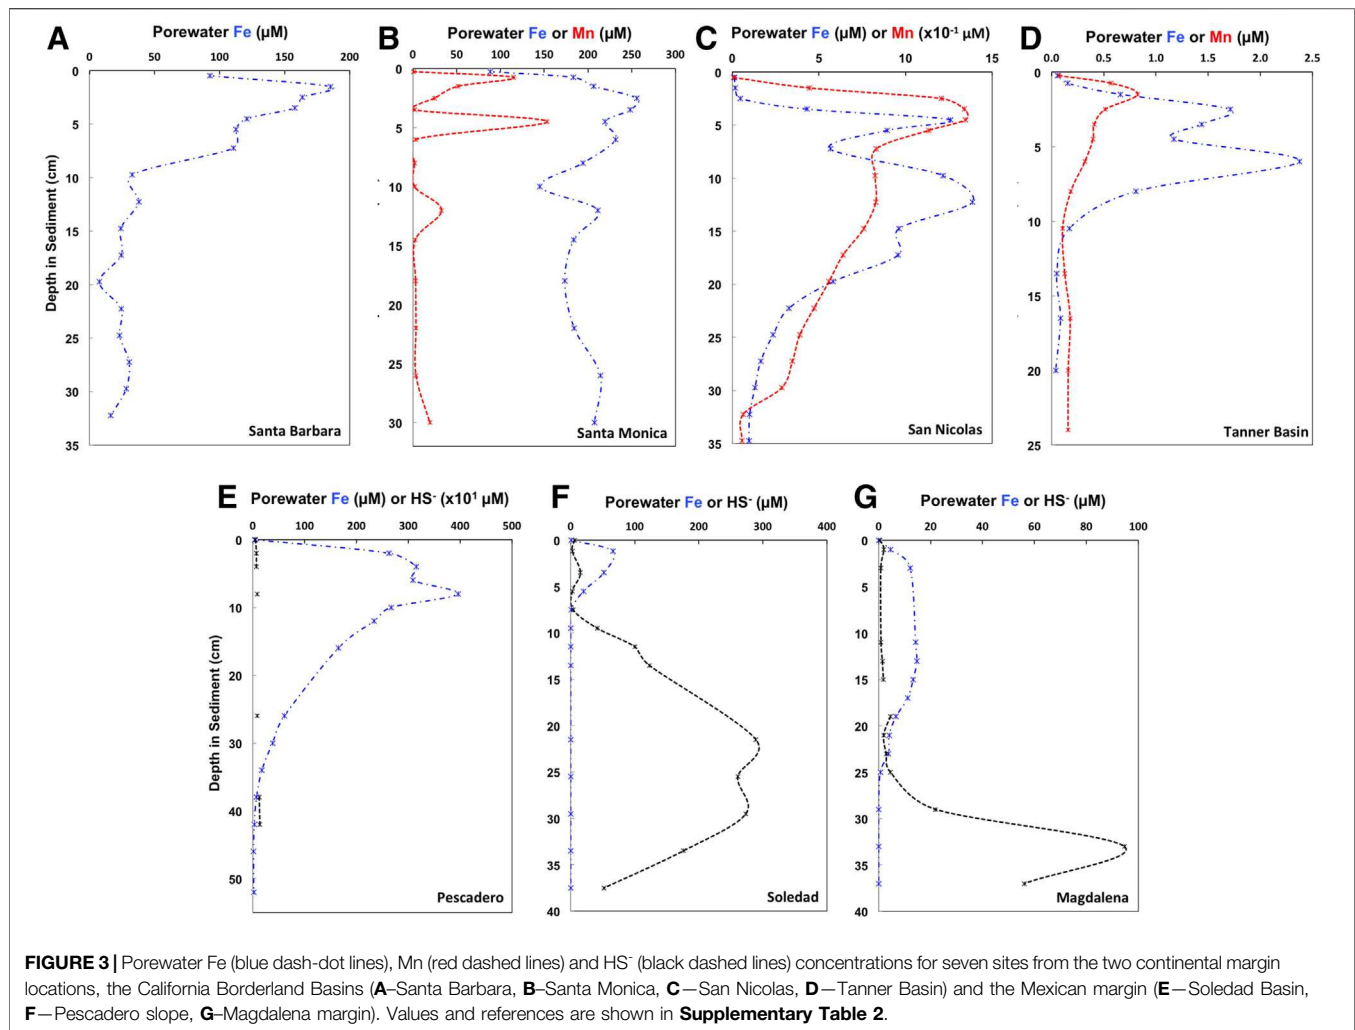 A
Porewater Fe (µM)
0 50 100 150 200
0
5
10
15
20
25
30
35
Depth in Sediment (cm)
Santa Barbara
B
Porewater Fe or Mn (µM)
0 50 100 150 200 250 300
0
5
10
15
20
25
30
Santa Monica
C
Porewater Fe (µM) or Mn (x10⁻¹ µM)
0 5 10 15
0
5
10
15
20
25
30
35
San Nicolas
D
Porewater Fe or Mn (µM)
0.0 0.5 1.0 1.5 2.0 2.5
0
5
10
15
20
25
Tanner Basin
E
Porewater Fe (µM) or HS⁻ (x10¹ µM)
0 100 200 300 400 500
0
10
20
30
40
50
Depth in Sediment (cm)
Pescadero
F
Porewater Fe or HS⁻ (µM)
0 100 200 300 400
0
5
10
15
20
25
30
35
40
Soledad
G
Porewater Fe or HS⁻ (µM)
0 20 40 60 80 100
0
5
10
15
20
25
30
35
40
Magdalena
FIGURE 3 | Porewater Fe (blue dash-dot lines), Mn (red dashed lines) and HS⁻ (black dashed lines) concentrations for seven sites from the two continental margin
locations, the California Borderland Basins (A–Santa Barbara, B–Santa Monica, C—San Nicolas, D—Tanner Basin) and the Mexican margin (E—Soledad Basin,
F—Pescadero slope, G–Magdalena margin). Values and references are shown in Supplementary Table 2.